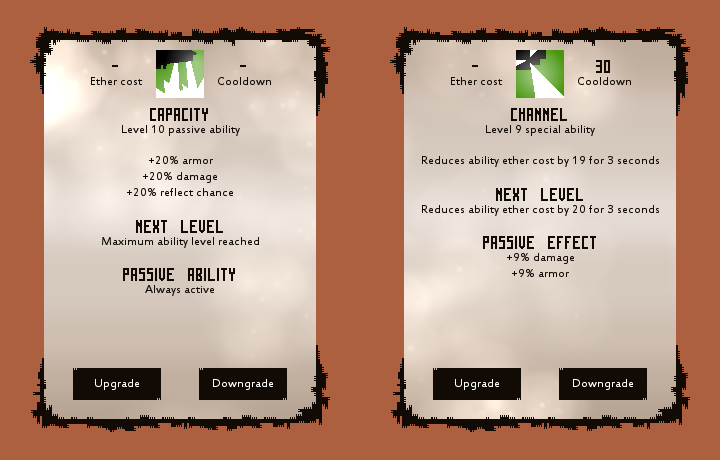 -
-
Ether cost
Cooldown
CAPACITY
Level 10 passive ability
+20% armor
+20% damage
+20% reflect chance
NEXT LEVEL
Maximum ability level reached
PASSIVE ABILITY
Always active
Upgrade
Downgrade
-
30
Ether cost
Cooldown
CHANNEL
Level 9 special ability
Reduces ability ether cost by 19 for 3 seconds
NEXT LEVEL
Reduces ability ether cost by 20 for 3 seconds
PASSIVE EFFECT
+9% damage
+9% armor
Upgrade
Downgrade